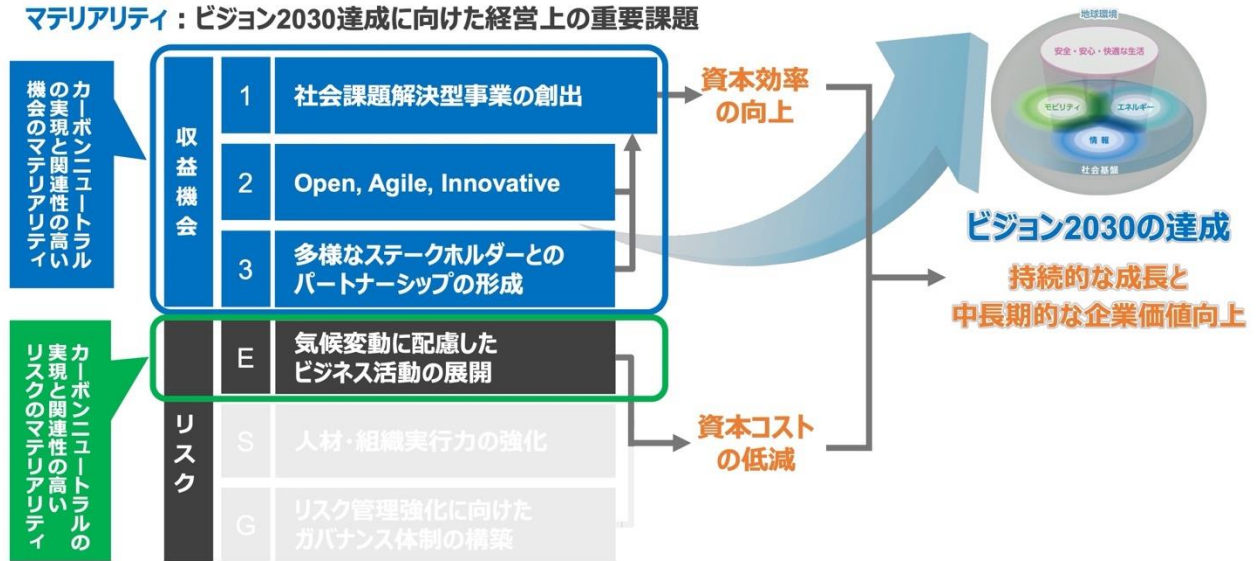 マテリアリティ：ビジョン2030達成に向けた経営上の重要課題
カーボンニュートラル
の実現と関連性の高い
機会のマテリアリティ
収益機会
1
社会課題解決型事業の創出
2
Open, Agile, Innovative
3
多様なステークホルダーとの
パートナーシップの形成
カーボンニュートラルの
実現と関連性の高い
リスクのマテリアリティ
リスク
E
気候変動に配慮した
ビジネス活動の展開
S
人材・組織実行力の強化
G
リスク管理強化に向けた
ガバナンス体制の構築
資本効率
の向上
資本コスト
の低減
地球環境
安全・安心・快適な生活
モビリティ
エネルギー
情報
社会基盤
ビジョン2030の達成
持続的な成長と
中長期的な企業価値向上